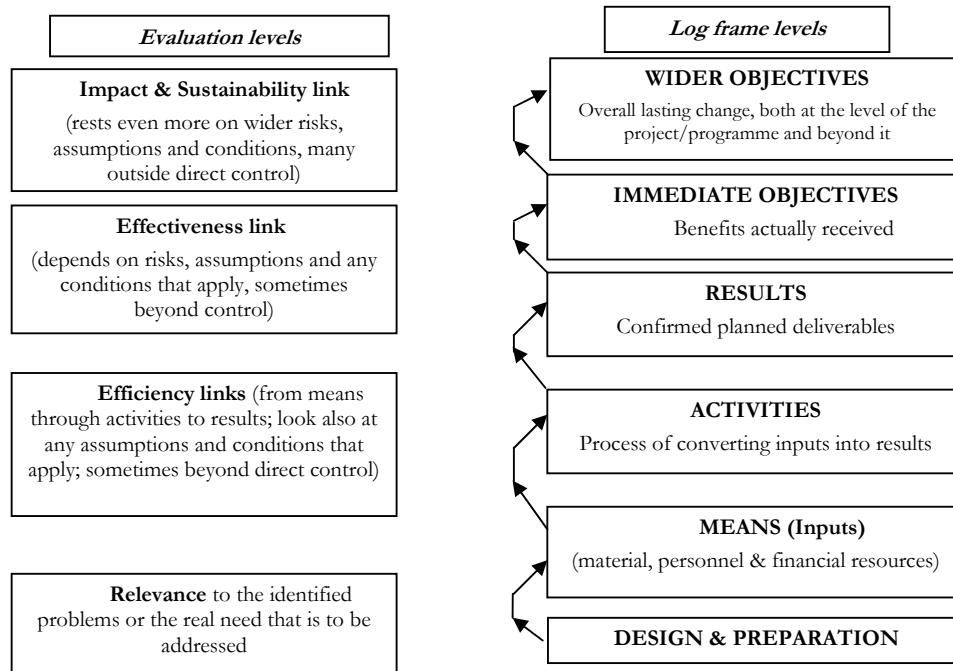 Evaluation levels
Impact & Sustainability link
(rests even more on wider risks,
assumptions and conditions, many
outside direct control)
Effectiveness link
(depends on risks, assumptions and any
conditions that apply, sometimes
beyond control)
Efficiency links (from means
through activities to results; look also at
any assumptions and conditions that
apply; sometimes beyond direct control)
Relevance to the identified
problems or the real need that is to be
addressed
Log frame levels
WIDER OBJECTIVES
Overall lasting change, both at the level of the
project/programme and beyond it
IMMEDIATE OBJECTIVES
Benefits actually received
RESULTS
Confirmed planned deliverables
ACTIVITIES
Process of converting inputs into results
MEANS (Inputs)
(material, personnel & financial resources)
DESIGN & PREPARATION